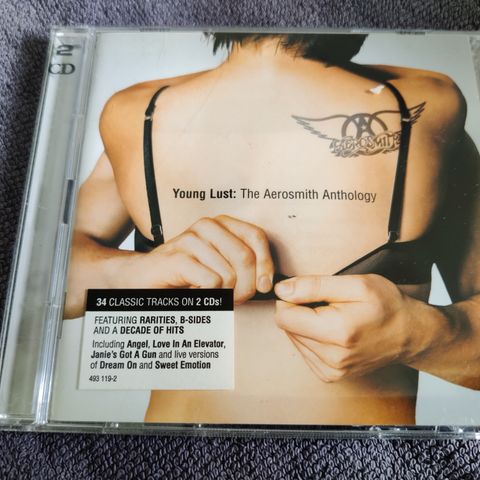 2
CD
AEROSMITH
Young Lust: The Aerosmith Anthology
34 CLASSIC TRACKS ON 2 CDs!
FEATURING RARITIES, B-SIDES
AND A DECADE OF HITS
Including Angel, Love In An Elevator,
Janie's Got A Gun and live versions
of Dream On and Sweet Emotion
493 119-2